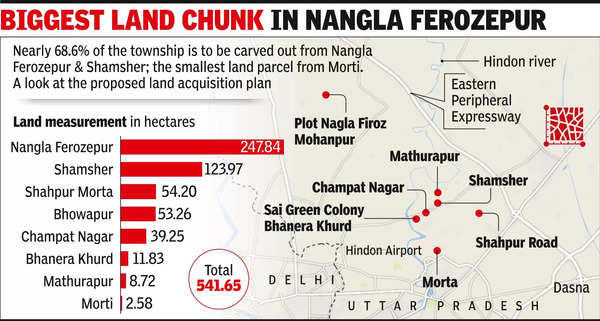 BIGGEST LAND CHUNK IN NANGLA FEROZEPUR
Nearly 68.6% of the township is to be carved out from Nangla
Ferozepur & Shamsher; the smallest land parcel from Morti.
A look at the proposed land acquisition plan
Land measurement in hectares
Nangla Ferozepur 247.84
Shamsher 123.97
Shahpur Morta 54.20
Bhowapur 53.26
Champat Nagar 39.25
Bhanera Khurd 11.83
Mathurapur 8.72
Morti 2.58
Total
541.65
Hindon river
Eastern
Peripheral
Expressway
Plot Nagla Firoz
Mohanpur
Mathurapur
Shamsher
Champat Nagar
Sai Green Colony
Bhanera Khurd
Shahpur Road
Hindon Airport
Morta
Dasna
DELHI
UTTAR PRADESH